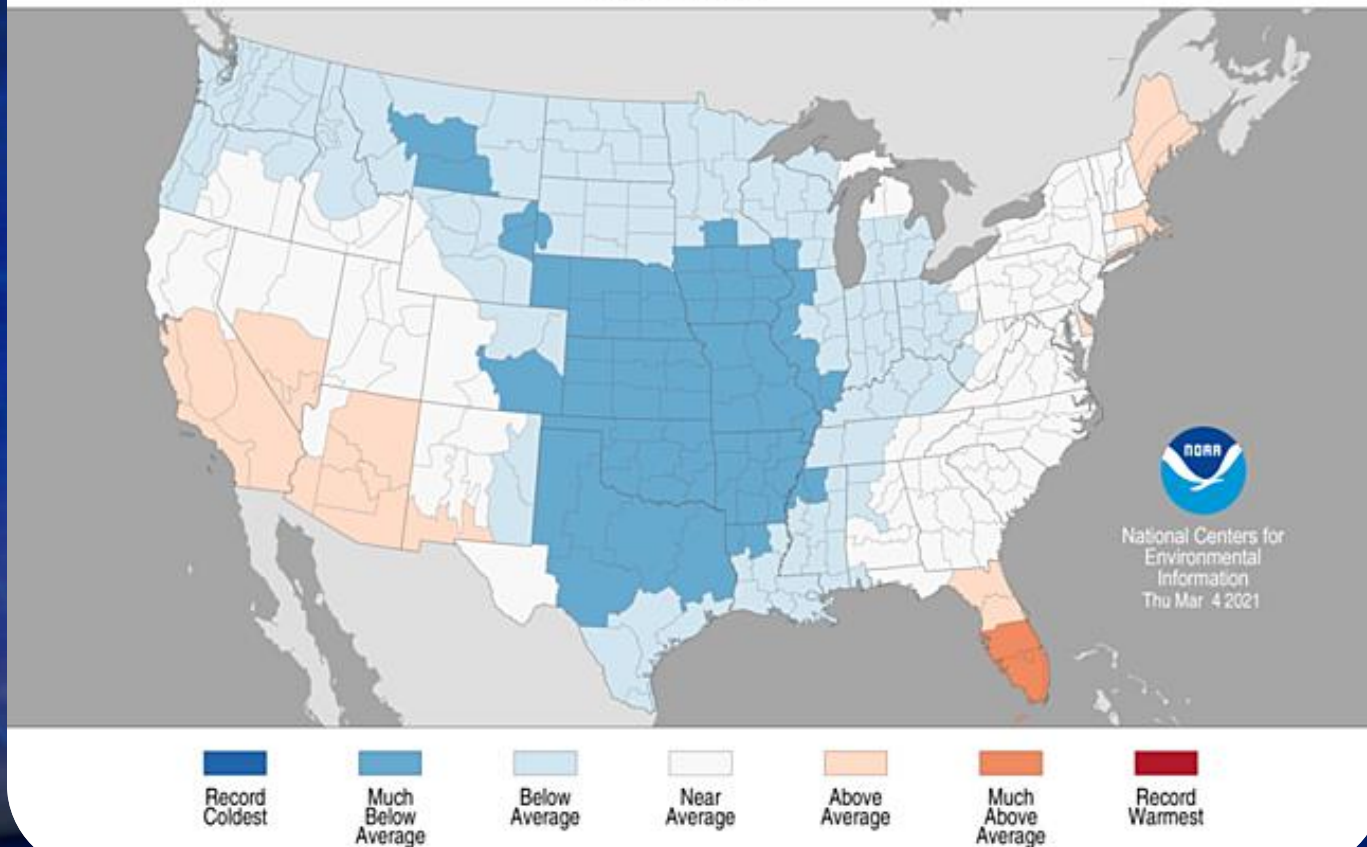 NOAA
National Centers for
Environmental
Information
Thu Mar 4 2021
Record
Coldest
Much
Below
Average
Below
Average
Near
Average
Above
Average
Much
Above
Average
Record
Warmest